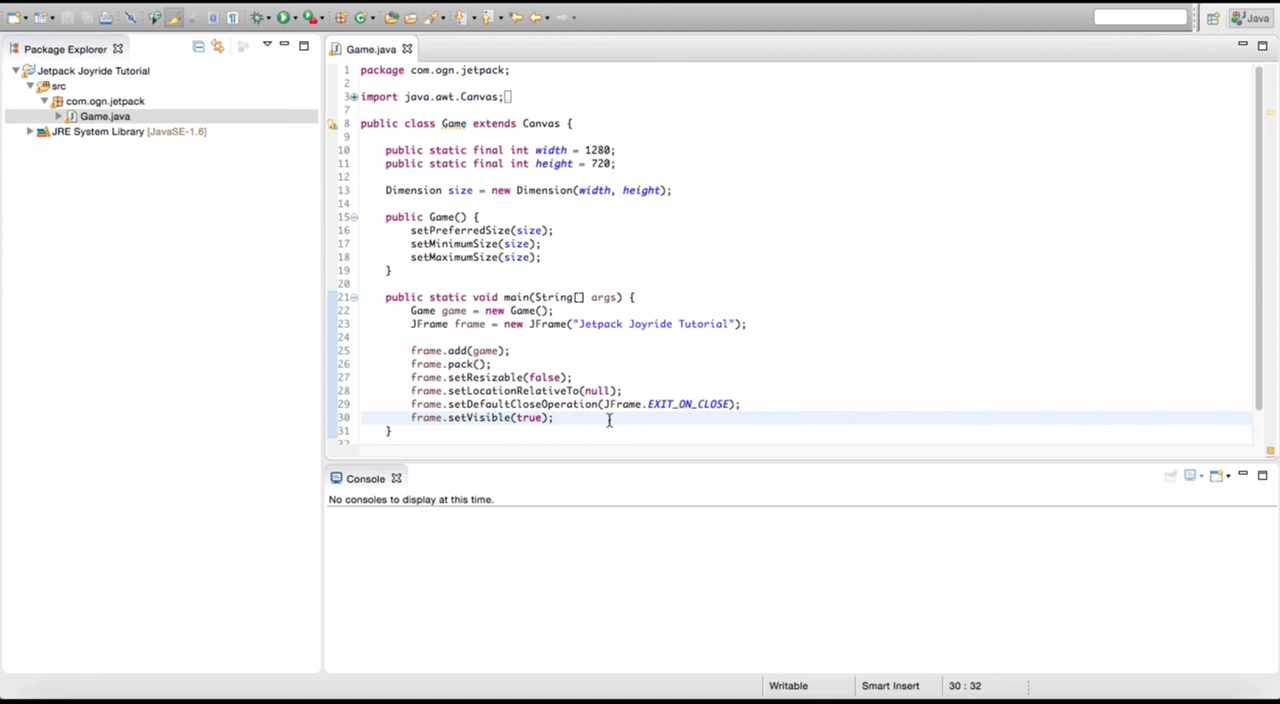 Java
Package Explorer
Jetpack Joyride Tutorial
src
com.ogn.jetpack
Game.java
JRE System Library [JavaSE-1.6]
Game.java
1 package com.ogn.jetpack;
2
3 import java.awt.Canvas;
7
8 public class Game extends Canvas {
9
10 public static final int width = 1280;
11 public static final int height = 720;
12
13 Dimension size = new Dimension(width, height);
14
15 public Game() {
16 setPreferredSize(size);
17 setMinimumSize(size);
18 setMaximumSize(size);
19 }
20
21 public static void main(String[] args) {
22 Game game = new Game();
23 JFrame frame = new JFrame("Jetpack Joyride Tutorial");
24
25 frame.add(game);
26 frame.pack();
27 frame.setResizable(false);
28 frame.setLocationRelativeTo(null);
29 frame.setDefaultCloseOperation(JFrame.EXIT_ON_CLOSE);
30 frame.setVisible(true);
31 }
32
Console
No consoles to display at this time.
Writable Smart Insert 30 : 32